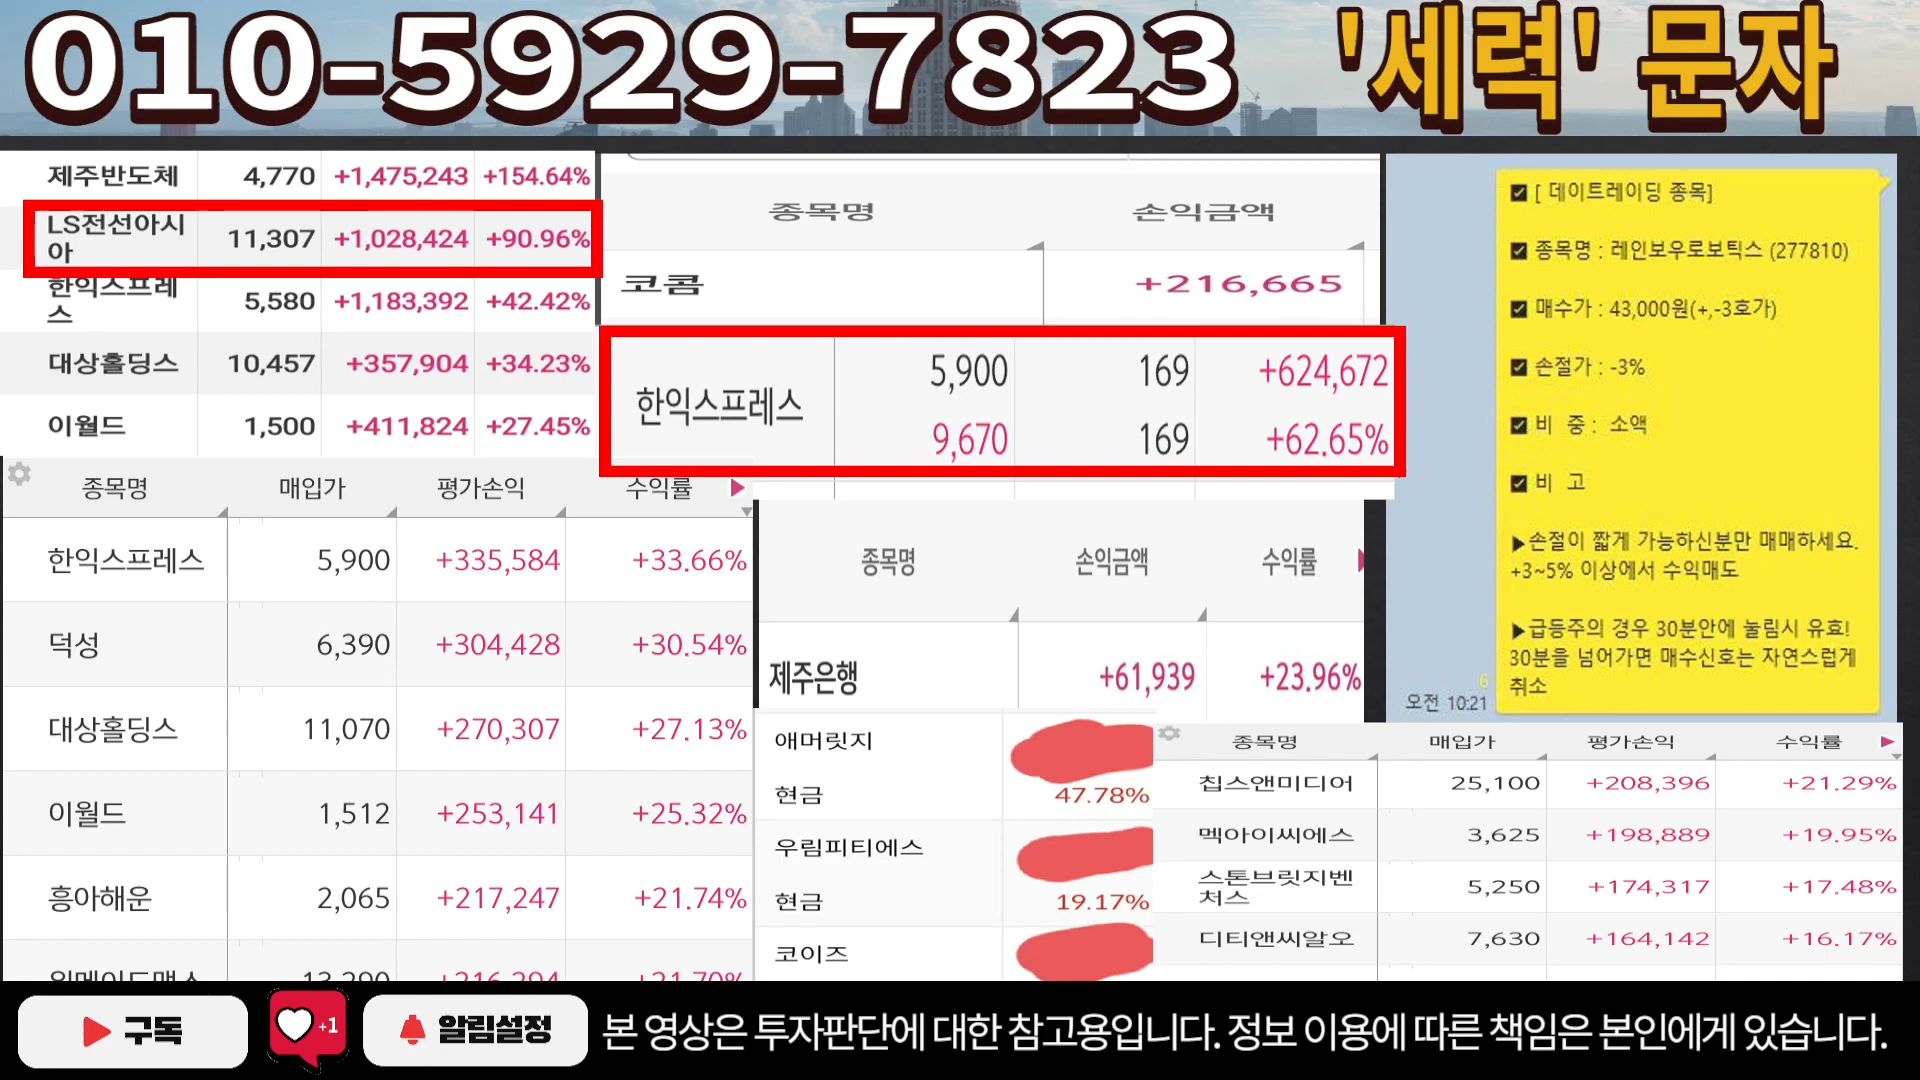 010-5929-7823 '세력' 문자
제주반도체 4,770 +1,475,243 +154.64%
LS전선아시아 11,307 +1,028,424 +90.96%
한익스프레스 5,580 +1,183,392 +42.42%
대상홀딩스 10,457 +357,904 +34.23%
이월드 1,500 +411,824 +27.45%
종목명 손익금액
코콤 +216,665
한익스프레스 5,900 169 +624,672
9,670 169 +62.65%
☑ [ 데이트레이딩 종목]
☑ 종목명 : 레인보우로보틱스 (277810)
☑ 매수가 : 43,000원(+,-3호가)
☑ 손절가 : -3%
☑ 비 중 : 소액
☑ 비 고
▶손절이 짧게 가능하신분만 매매하세요.
+3~5% 이상에서 수익매도
▶급등주의 경우 30분안에 눌림시 유효!
30분을 넘어가면 매수신호는 자연스럽게
취소
6
오전 10:21
종목명 매입가 평가손익 수익률
한익스프레스 5,900 +335,584 +33.66%
덕성 6,390 +304,428 +30.54%
대상홀딩스 11,070 +270,307 +27.13%
이월드 1,512 +253,141 +25.32%
흥아해운 2,065 +217,247 +21.74%
종목명 손익금액 수익률
제주은행 +61,939 +23.96%
애머릿지
현금 47.78%
우림피티에스
현금 19.17%
코이즈
종목명 매입가 평가손익 수익률
칩스앤미디어 25,100 +208,396 +21.29%
멕아이씨에스 3,625 +198,889 +19.95%
스톤브릿지벤처스 5,250 +174,317 +17.48%
디티앤씨알오 7,630 +164,142 +16.17%
구독 +1 알림설정 본 영상은 투자판단에 대한 참고용입니다. 정보 이용에 따른 책임은 본인에게 있습니다.